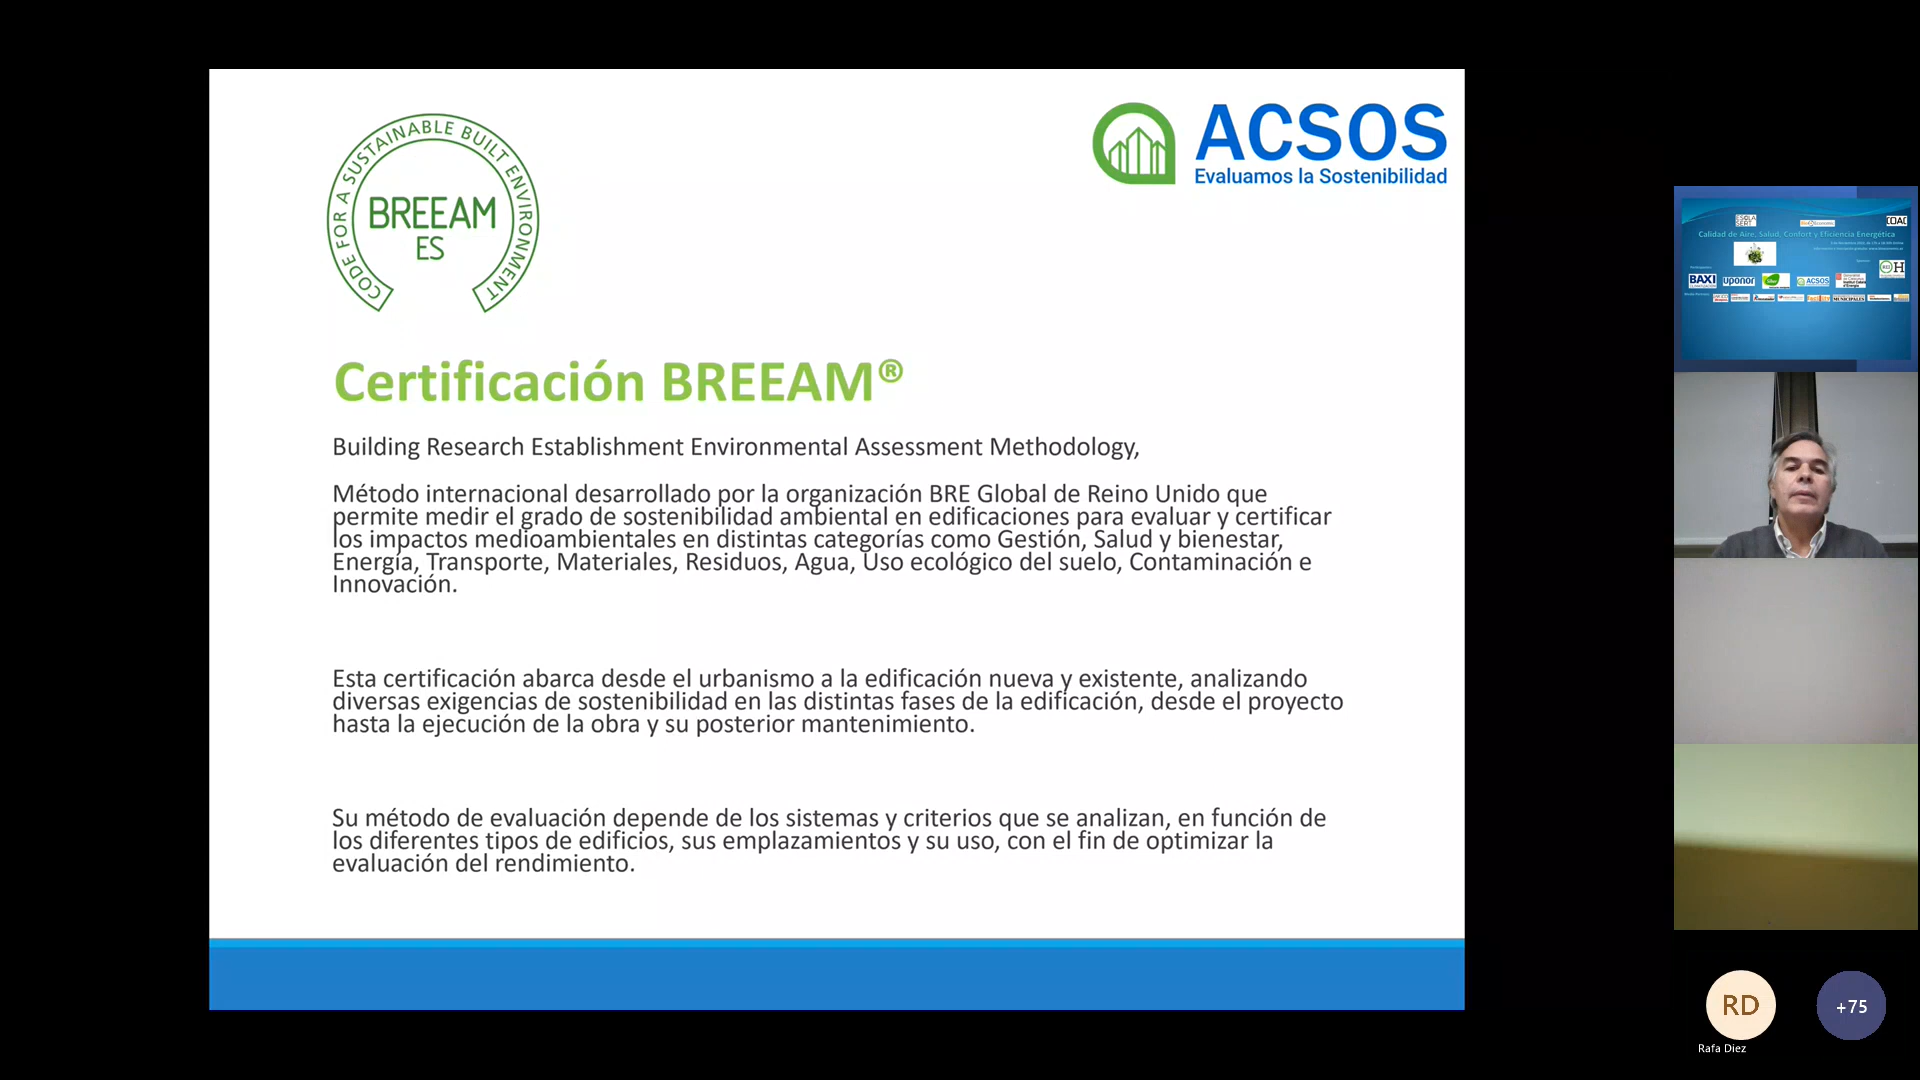 CODE FOR A SUSTAINABLE BUILT ENVIRONMENT
BREEAM
ES
ACSOS
Evaluamos la Sostenibilidad
Certificación BREEAM®
Building Research Establishment Environmental Assessment Methodology,
Método internacional desarrollado por la organización BRE Global de Reino Unido que
permite medir el grado de sostenibilidad ambiental en edificaciones para evaluar y certificar
los impactos medioambientales en distintas categorías como Gestión, Salud y bienestar,
Energía, Transporte, Materiales, Residuos, Agua, Uso ecológico del suelo, Contaminación e
Innovación.
Esta certificación abarca desde el urbanismo a la edificación nueva y existente, analizando
diversas exigencias de sostenibilidad en las distintas fases de la edificación, desde el proyecto
hasta la ejecución de la obra y su posterior mantenimiento.
Su método de evaluación depende de los sistemas y criterios que se analizan, en función de
los diferentes tipos de edificios, sus emplazamientos y su uso, con el fin de optimizar la
evaluación del rendimiento.
ESCLA
SERT
COAC
Calidad de Aire, Salud, Confort y Eficiencia Energética
H
BAXI
uponor
ACSOS
MUNICIPALES
RD
+75
Rafa Diez